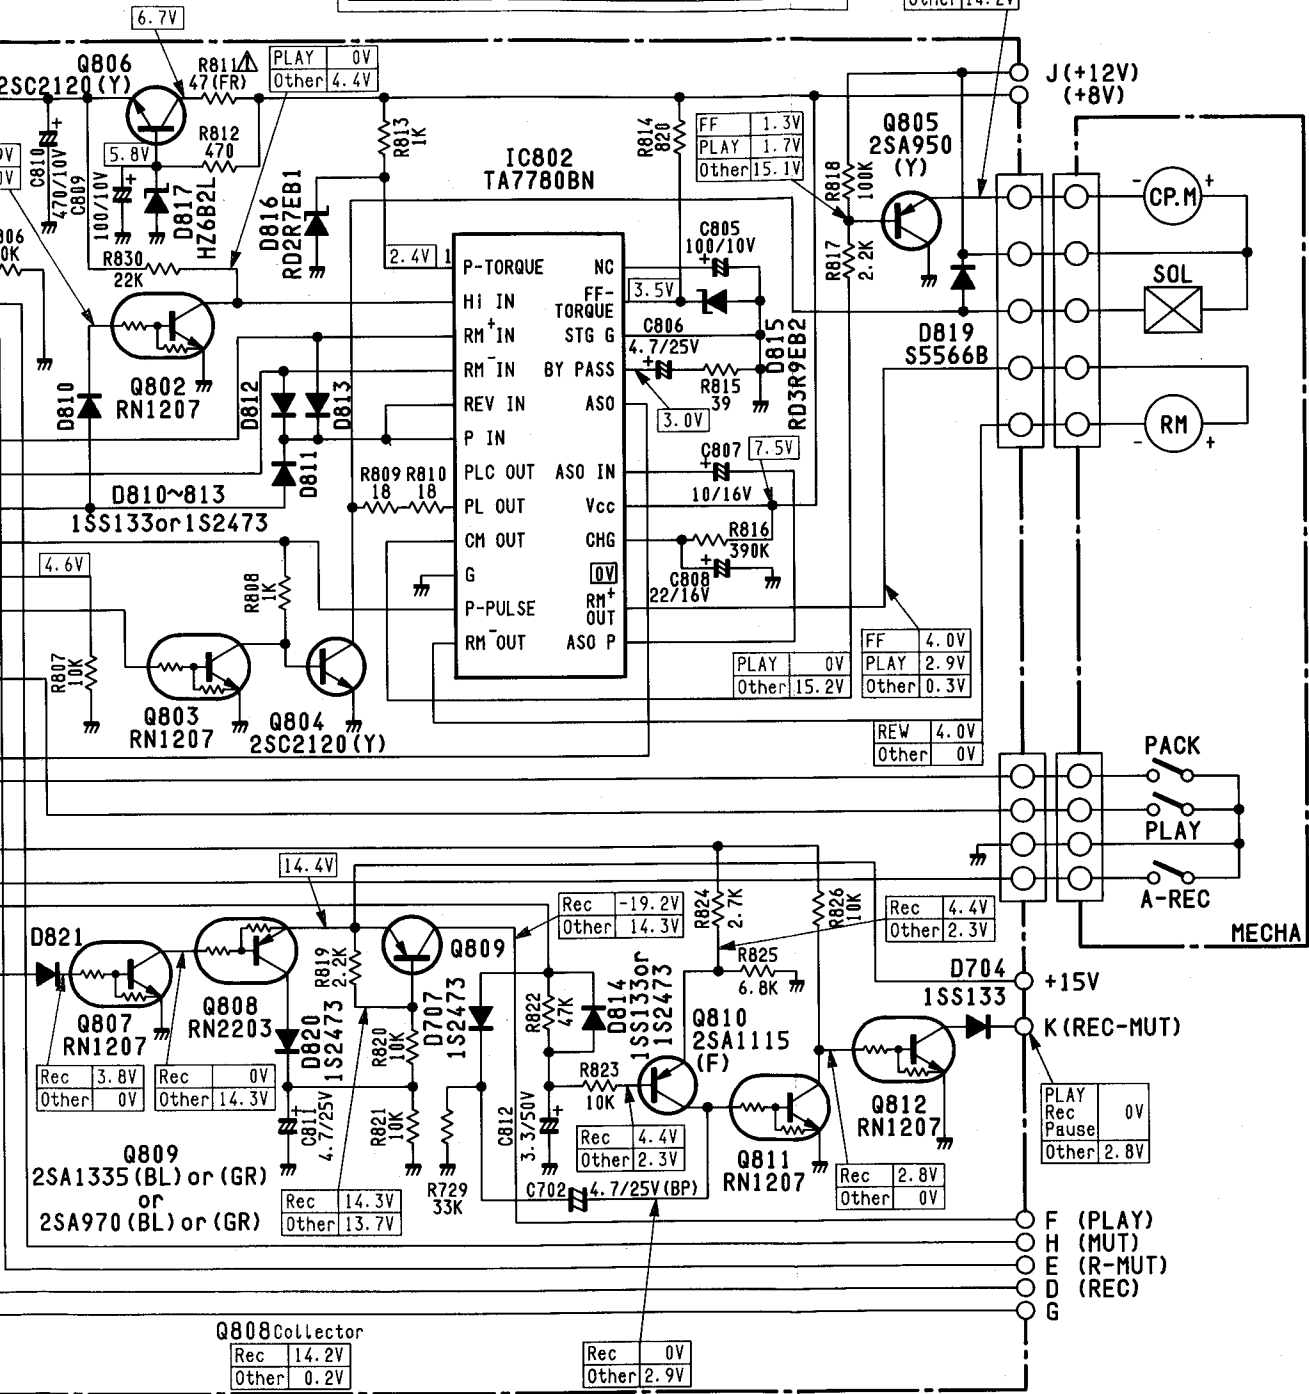 Other 14.2V
6.7V
Q806
2SC2120(Y)
R811
47(FR)
PLAY 0V
Other 4.4V
J(+12V)
(+8V)
R812
470
R813
1K
R814
820
FF 1.3V
PLAY 1.7V
Other 15.1V
Q805
2SA950
(Y)
R818
100K
R817
2.2K
C810
470/10V
5.8V
C809
100/10V
D817
HZ6B2L
D816
RD2R7EB1
IC802
TA7780BN
- CP.M +
SOL
R830
22K
2.4V 1
C805
100/10V
P-TORQUE NC
Hi IN FF-TORQUE
3.5V
RM+IN STG G
C806
4.7/25V
RM-IN BY PASS
REV IN ASO
P IN
PLC OUT ASO IN
PL OUT Vcc
CM OUT CHG
G 0V
P-PULSE RM+OUT
RM-OUT ASO P
D815
RD3R9EB2
R815
39
3.0V
C807
10/16V
7.5V
R816
390K
C808
22/16V
D819
S5566B
- RM +
D810
Q802
RN1207
D812
D813
D811
R809 R810
18 18
D810~813
1SS133or1S2473
4.6V
R808
1K
R807
10K
Q803
RN1207
Q804
2SC2120(Y)
PLAY 0V
Other 15.2V
FF 4.0V
PLAY 2.9V
Other 0.3V
REW 4.0V
Other 0V
PACK
PLAY
A-REC
MECHA
14.4V
Rec -19.2V
Other 14.3V
R824
2.7K
R826
10K
Rec 4.4V
Other 2.3V
D821
Q807
RN1207
Q808
RN2203
R819
2.2K
Q809
R825
6.8K
D704
1SS133
+15V
K(REC-MUT)
D820
1S2473
R820
10K
D707
1S2473
R822
47K
D814
1SS133or
1S2473
Q810
2SA1115
(F)
Rec 3.8V
Other 0V
Rec 0V
Other 14.3V
C811
4.7/25V
R821
10K
R729
33K
C812
3.3/50V
R823
10K
Rec 4.4V
Other 2.3V
Q811
RN1207
Q812
RN1207
PLAY
Rec 0V
Pause
Other 2.8V
Q809
2SA1335(BL)or(GR)
or
2SA970(BL)or(GR)
Rec 14.3V
Other 13.7V
C702 4.7/25V(BP)
Rec 2.8V
Other 0V
F (PLAY)
H (MUT)
E (R-MUT)
D (REC)
G
Q808Collector
Rec 14.2V
Other 0.2V
Rec 0V
Other 2.9V